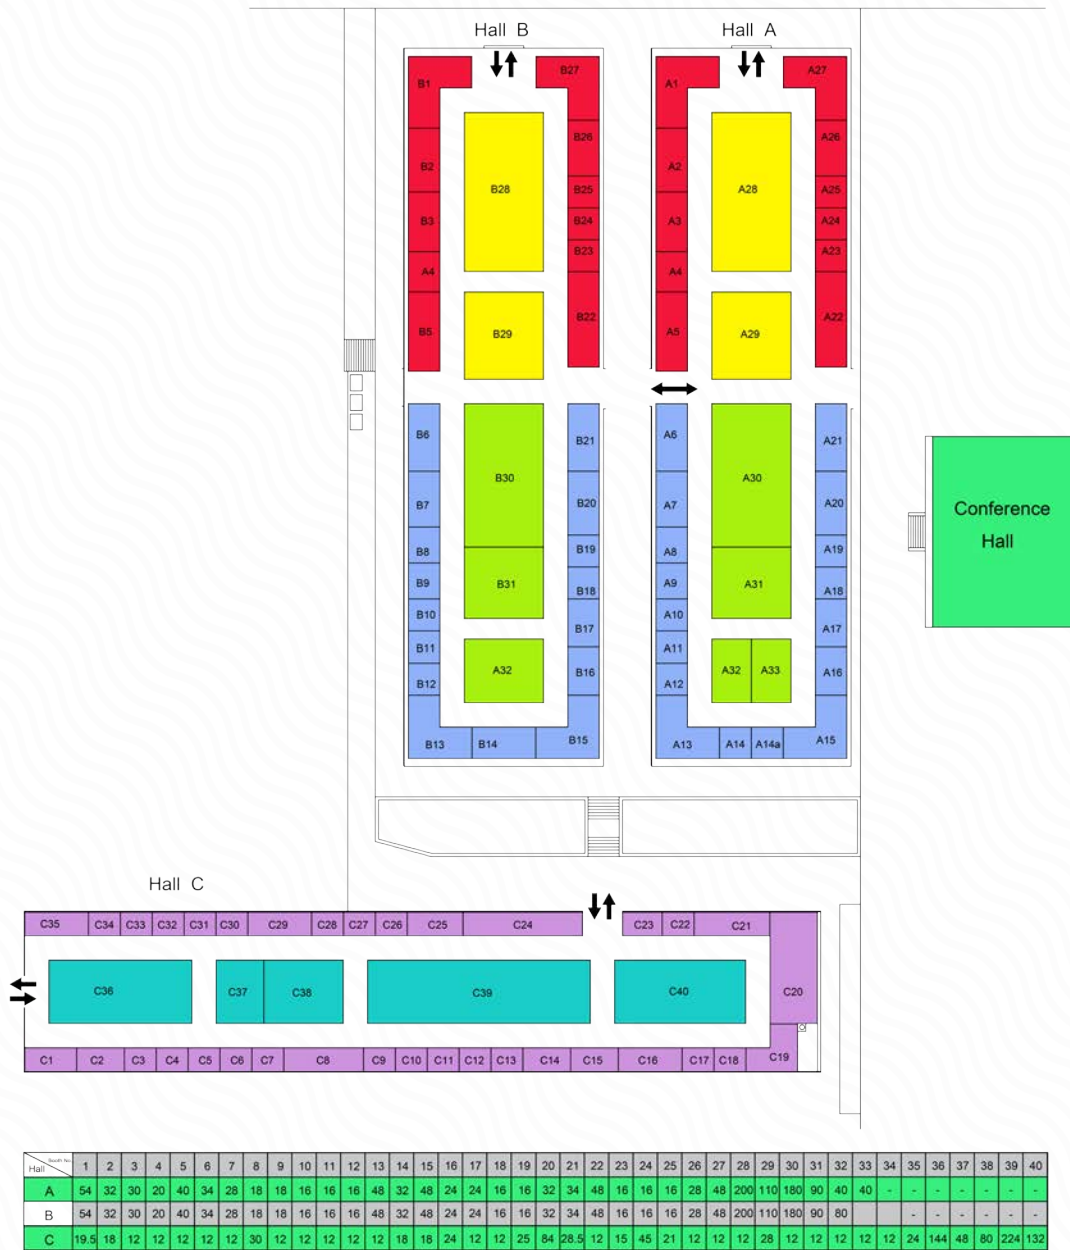 Hall B
Hall A
B1
B27
A1
A27
B26
A26
B2
A2
B28
B25
A28
A25
B3
B24
A3
A24
B23
A23
A4
A4
B5
B29
B22
A5
A29
A22
B6
B21
A6
A21
B30
A30
B7
B20
A7
A20
Conference
Hall
B8
B19
A8
A19
B9
B31
B18
A9
A31
A18
B10
B17
A10
A17
B11
A11
B12
A32
B16
A12
A32
A33
A16
B13
B14
B15
A13
A14
A14a
A15
Hall C
C35 C34 C33 C32 C31 C30 C29 C28 C27 C26 C25 C24 C23 C22 C21
C36 C37 C38 C39 C40 C20
C1 C2 C3 C4 C5 C6 C7 C8 C9 C10 C11 C12 C13 C14 C15 C16 C17 C18 C19
Booth No.
Hall
1 2 3 4 5 6 7 8 9 10 11 12 13 14 15 16 17 18 19 20 21 22 23 24 25 26 27 28 29 30 31 32 33 34 35 36 37 38 39 40
A 54 32 30 20 40 34 28 18 18 16 16 16 48 32 48 24 24 16 16 32 34 48 16 16 16 28 48 200 110 180 90 40 40 - - - - - - -
B 54 32 30 20 40 34 28 18 18 16 16 16 48 32 48 24 24 16 16 32 34 48 16 16 16 28 48 200 110 180 90 80 - - - - - -
C 19.5 18 12 12 12 12 12 30 12 12 12 12 12 18 18 24 12 12 25 84 28.5 12 15 45 21 12 12 12 28 12 12 12 12 12 24 144 48 80 224 132